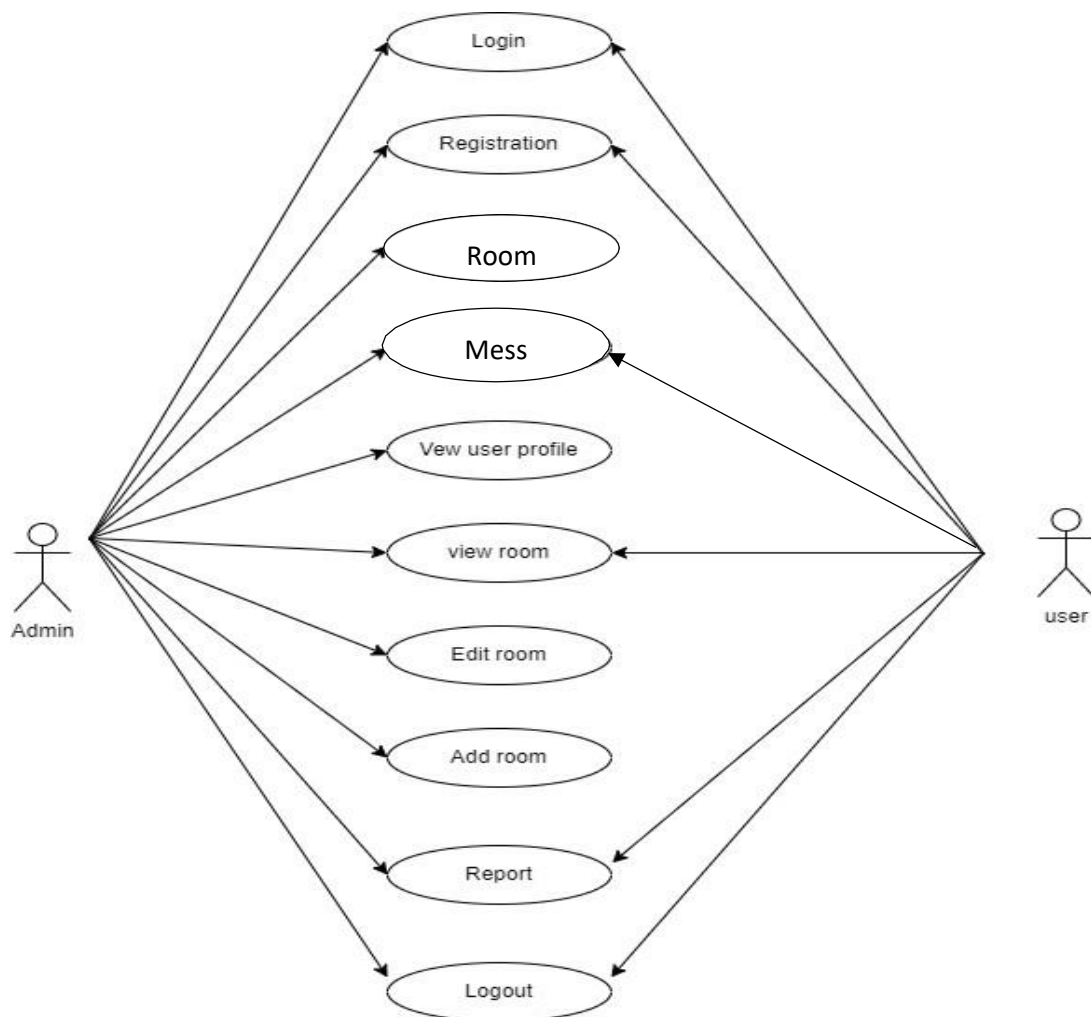 Login
Registration
Room
Mess
Vew user profile
view room
Admin
user
Edit room
Add room
Report
Logout